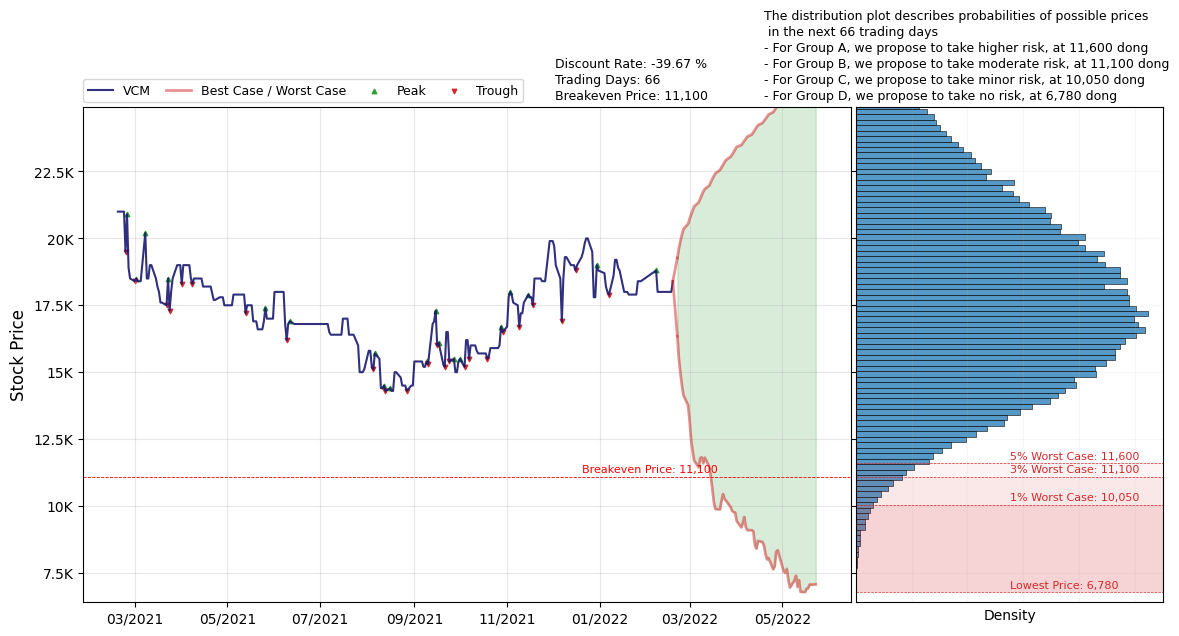 The distribution plot describes probabilities of possible prices
in the next 66 trading days
- For Group A, we propose to take higher risk, at 11,600 dong
- For Group B, we propose to take moderate risk, at 11,100 dong
- For Group C, we propose to take minor risk, at 10,050 dong
- For Group D, we propose to take no risk, at 6,780 dong
Discount Rate: -39.67 %
Trading Days: 66
Breakeven Price: 11,100
VCM Best Case / Worst Case Peak Trough
Stock Price
22.5K
20K
17.5K
15K
12.5K
10K
7.5K
Breakeven Price: 11,100
5% Worst Case: 11,600
3% Worst Case: 11,100
1% Worst Case: 10,050
Lowest Price: 6,780
03/2021 05/2021 07/2021 09/2021 11/2021 01/2022 03/2022 05/2022
Density